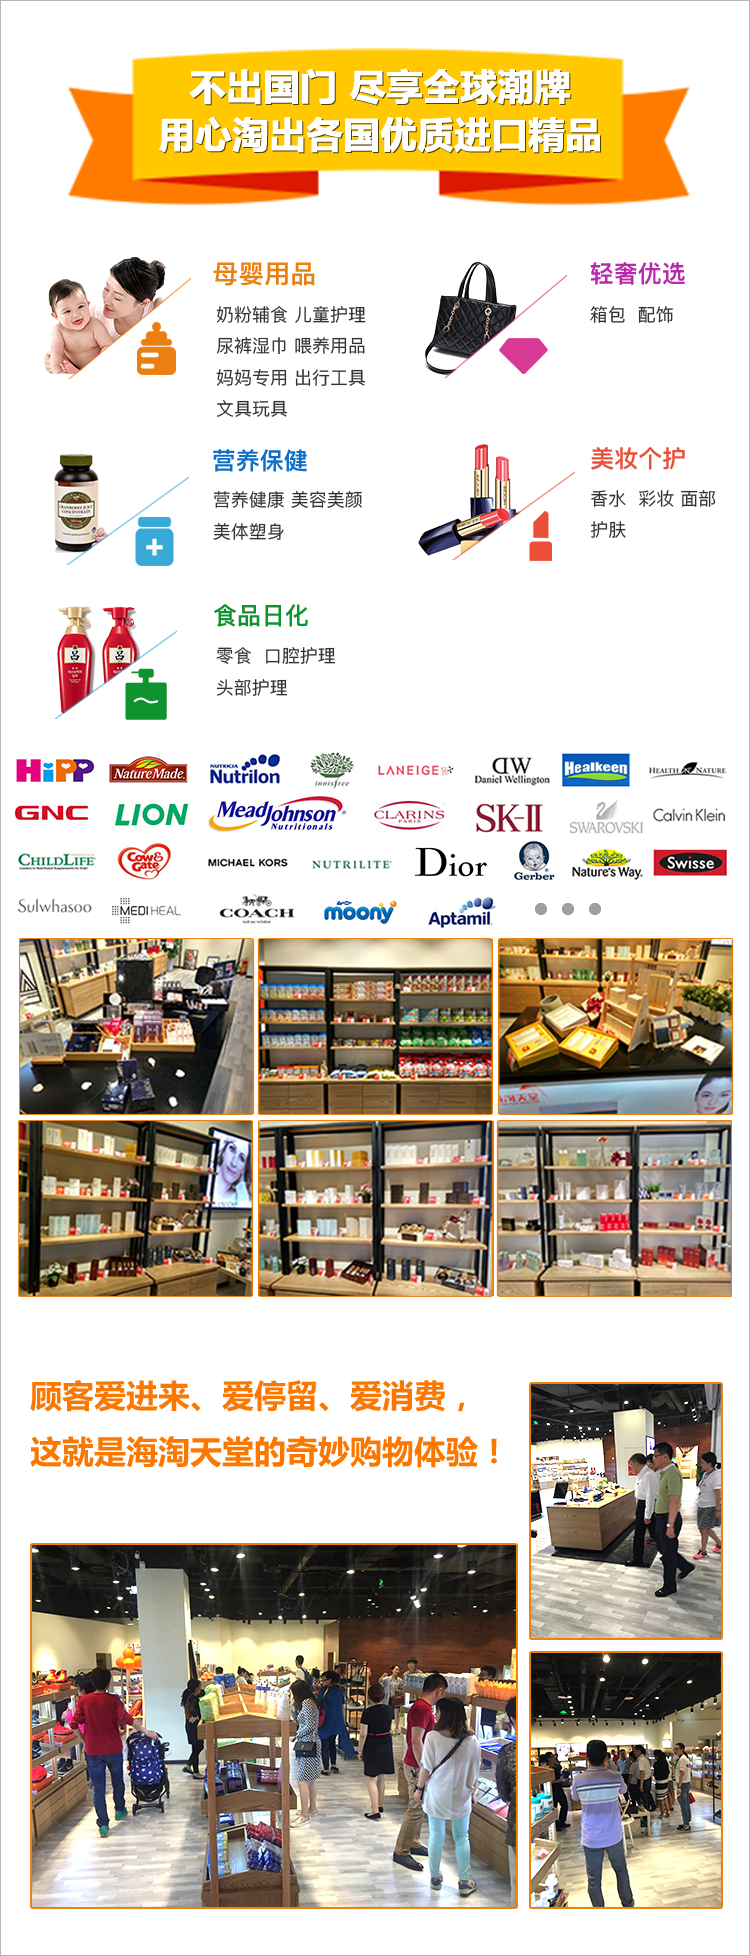 不出国门 尽享全球潮牌
用心淘出各国优质进口精品
母婴用品
奶粉辅食 儿童护理
尿裤湿巾 喂养用品
妈妈专用 出行工具
文具玩具
轻奢优选
箱包 配饰
营养保健
营养健康 美容美颜
美体塑身
美妆个护
香水 彩妆 面部
护肤
食品日化
零食 口腔护理
头部护理
HiPP
Nature Made.
NUTRICIA
Nutrilon
innisfree
LANEIGE
DW
Daniel Wellington
Healkeen
HEALTH & NATURE
GNC
LION
MeadJohnson
Nutritionals
CLARINS
PARIS
SK-II
SWAROVSKI
Calvin Klein
CHILDLIFE
Cow & Gate
MICHAEL KORS
NUTRILITE
Dior
Gerber
Nature's Way.
Swisse
Sulwhasoo
MEDIHEAL
COACH
NEW YORK
moony
Aptamil
顾客爱进来、爱停留、爱消费，
这就是海淘天堂的奇妙购物体验！